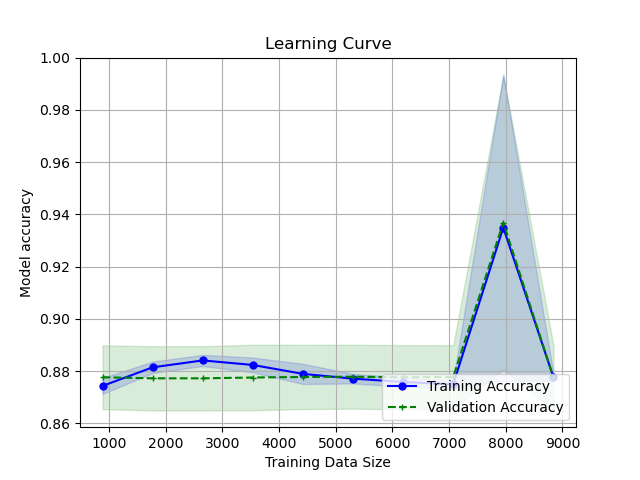 Learning Curve
1.00
0.98
0.96
0.94
0.92
0.90
0.88
0.86
Model accuracy
Training Accuracy
Validation Accuracy
1000 2000 3000 4000 5000 6000 7000 8000 9000
Training Data Size